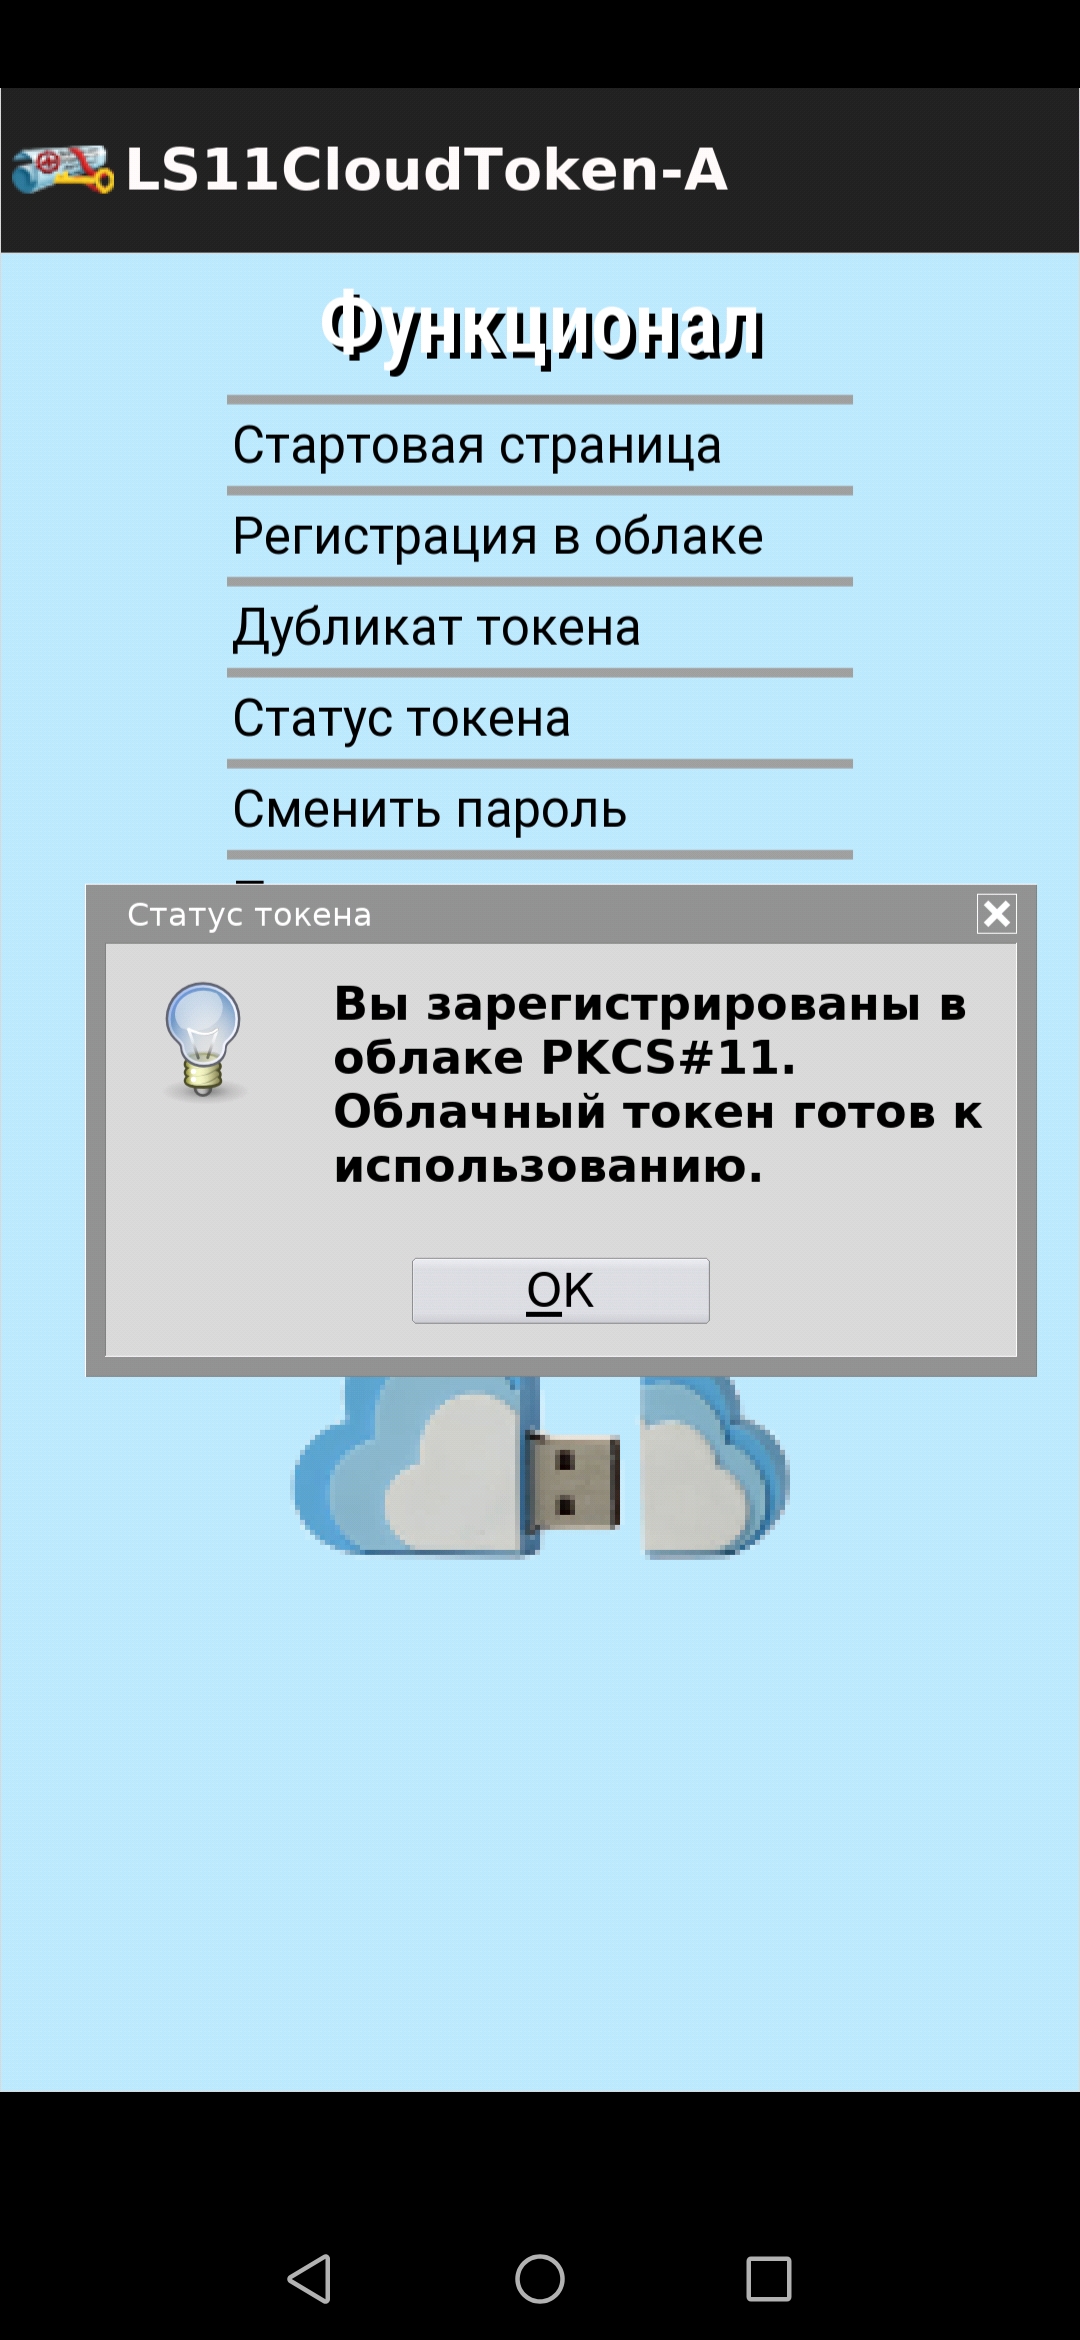 LS11CloudToken-A
Функционал
Стартовая страница
Регистрация в облаке
Дубликат токена
Статус токена
Сменить пароль
Статус токена
Вы зарегистрированы в
облаке PKCS#11.
Облачный токен готов к
использованию.
OK